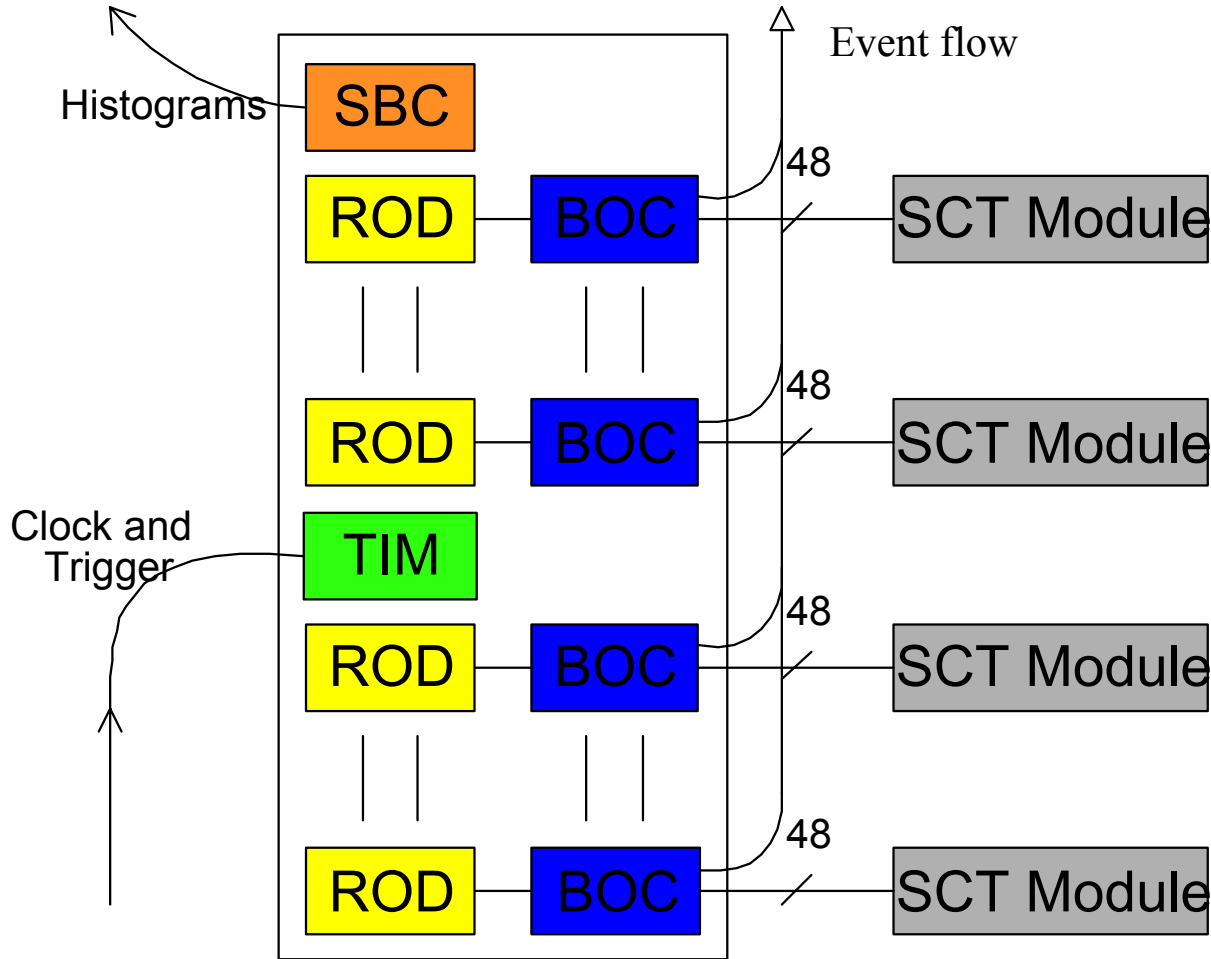 Event flow
Histograms
SBC
48
ROD
BOC
SCT Module
48
ROD
BOC
SCT Module
Clock and
Trigger
TIM
48
ROD
BOC
SCT Module
48
ROD
BOC
SCT Module